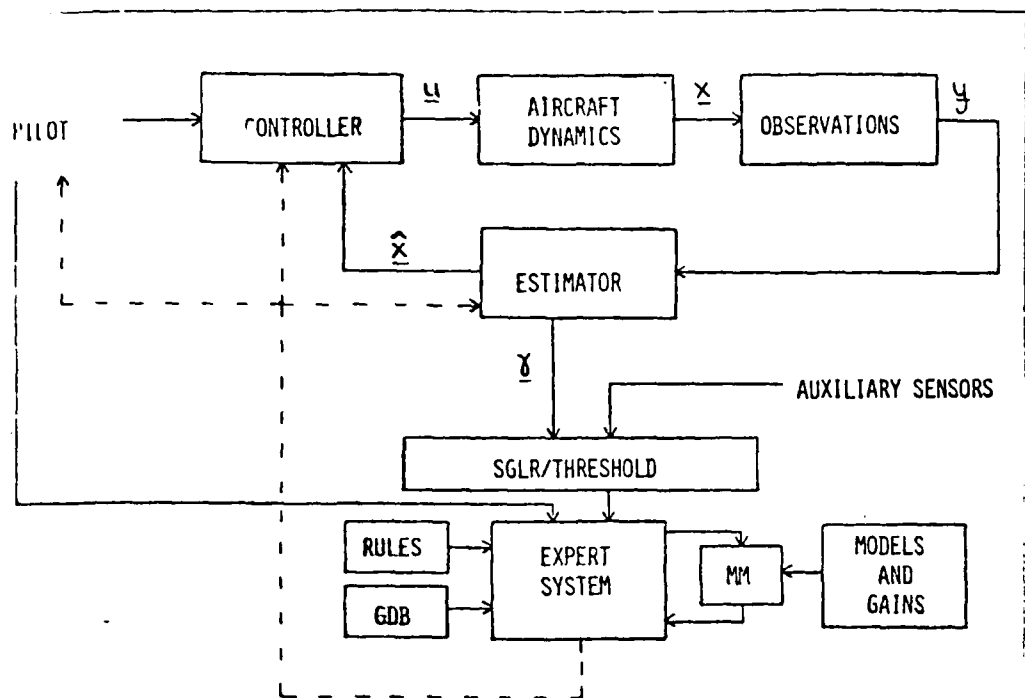 u
AIRCRAFT
DYNAMICS
x
y
PILOT
CONTROLLER
OBSERVATIONS
x̂
ESTIMATOR
γ
AUXILIARY SENSORS
SGLR/THRESHOLD
RULES
EXPERT
SYSTEM
MM
MODELS
AND
GAINS
GDB